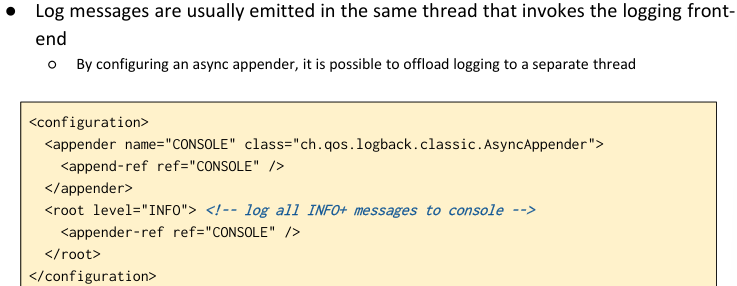 ● Log messages are usually emitted in the same thread that invokes the logging front-
end
○ By configuring an async appender, it is possible to offload logging to a separate thread
<configuration>
  <appender name="CONSOLE" class="ch.qos.logback.classic.AsyncAppender">
    <append-ref ref="CONSOLE" />
  </appender>
  <root level="INFO"> <!-- log all INFO+ messages to console -->
    <appender-ref ref="CONSOLE" />
  </root>
</configuration>